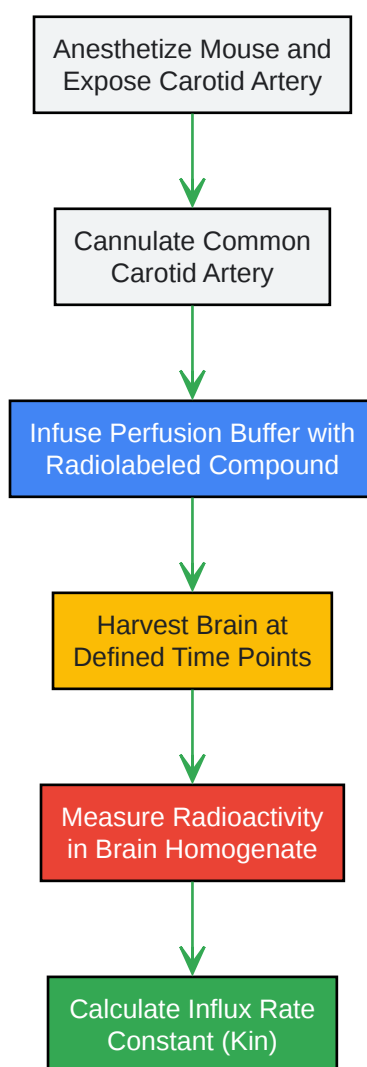 Anesthetize Mouse and
Expose Carotid Artery
Cannulate Common
Carotid Artery
Infuse Perfusion Buffer with
Radiolabeled Compound
Harvest Brain at
Defined Time Points
Measure Radioactivity
in Brain Homogenate
Calculate Influx Rate
Constant (Kin)